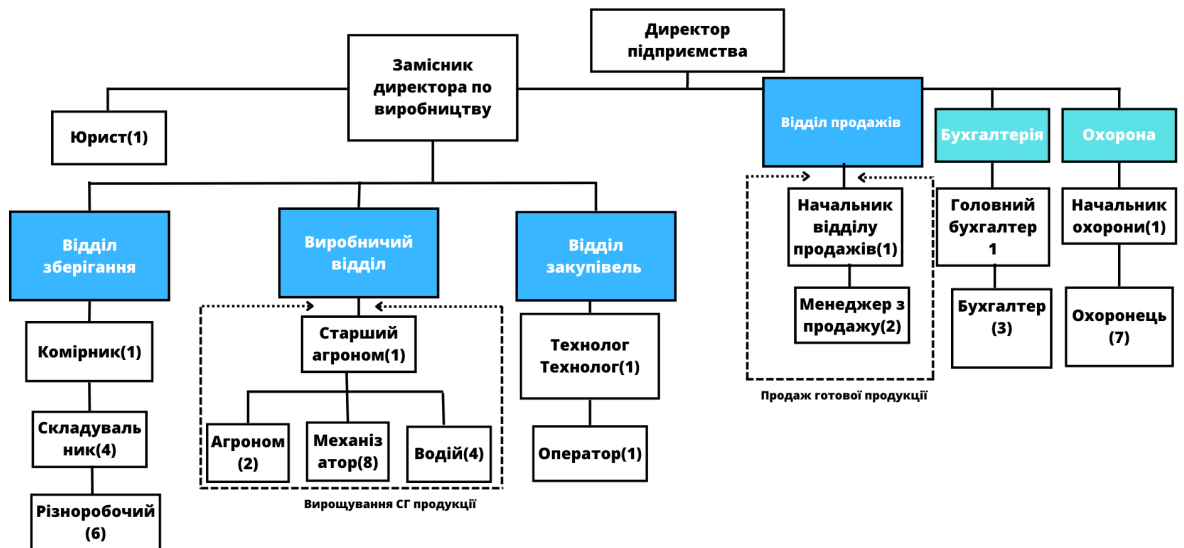 Директор
підприємства
Замісник
директора по
виробництву
Юрист(1)
Відділ продажів
Бухгалтерія
Охорона
Начальник
відділу
продажів(1)
Головний
бухгалтер
1
Начальник
охорони(1)
Менеджер з
продажу(2)
Бухгалтер
(3)
Охоронець
(7)
Продаж готової продукції
Відділ
зберігання
Виробничий
відділ
Відділ
закупівель
Комірник(1)
Складуваль
ник(4)
Різноробочий
(6)
Старший
агроном(1)
Агроном
(2)
Механіз
атор(8)
Водій(4)
Вирощування СГ продукції
Технолог
Технолог(1)
Оператор(1)